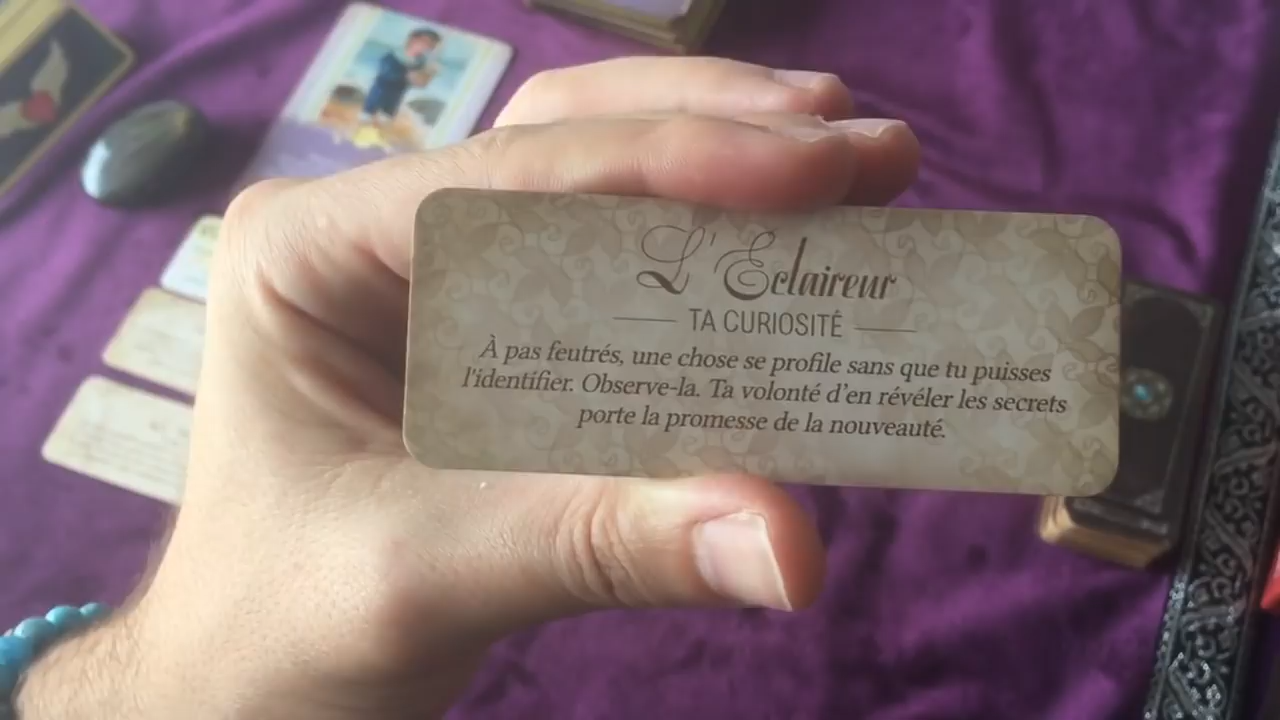 L'Eclaireur
TA CURIOSITÉ
À pas feutrés, une chose se profile sans que tu puisses
l'identifier. Observe-la. Ta volonté d'en révéler les secrets
porte la promesse de la nouveauté.